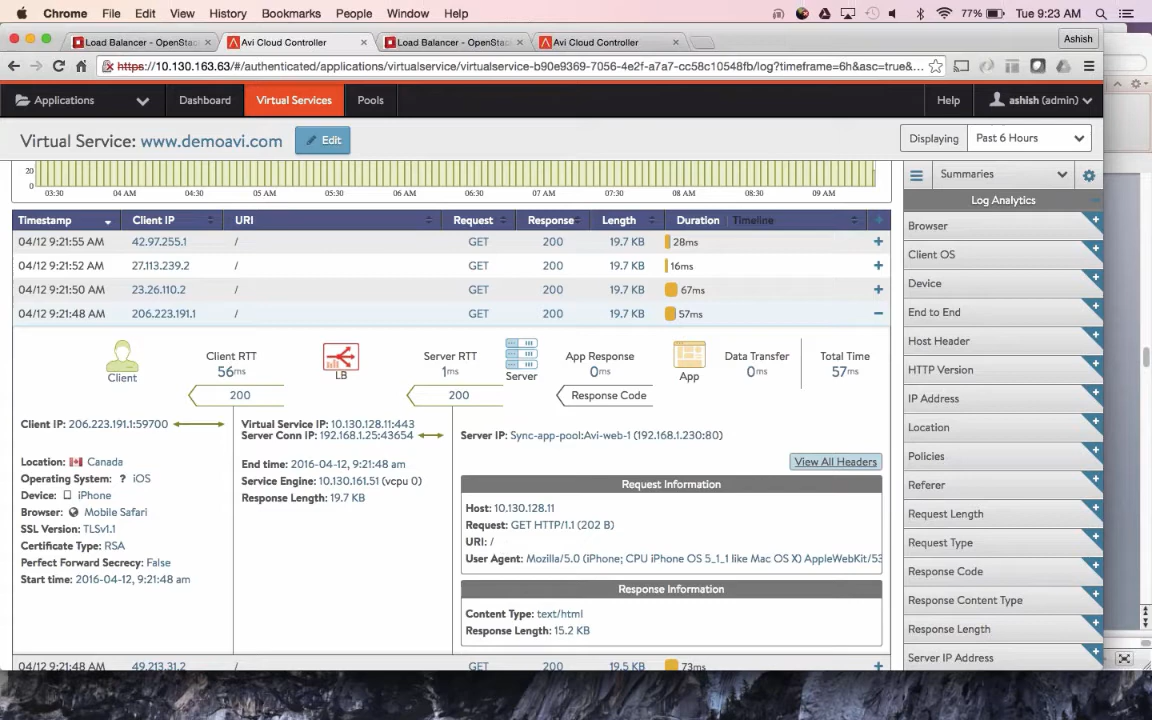 Chrome File Edit View History Bookmarks People Window Help 77% Tue 9:23 AM
Load Balancer - OpenStac × Avi Cloud Controller × Load Balancer - OpenStac × Avi Cloud Controller × Ashish
https://10.130.163.63/#/authenticated/applications/virtualservice/virtualservice-b90e9369-7056-4e2f-a7a7-cc58c10548fb/log?timeframe=6h&asc=true&...
Applications Dashboard Virtual Services Pools Help ashish (admin)
Virtual Service: www.demoavi.com Edit Displaying Past 6 Hours
20
0
03:30 04 AM 04:30 05 AM 05:30 06 AM 06:30 07 AM 07:30 08 AM 08:30 09 AM
Timestamp Client IP URI Request Response Length Duration Timeline +
04/12 9:21:55 AM 42.97.255.1 / GET 200 19.7 KB 28ms +
04/12 9:21:52 AM 27.113.239.2 / GET 200 19.7 KB 16ms +
04/12 9:21:50 AM 23.26.110.2 / GET 200 19.7 KB 67ms +
04/12 9:21:48 AM 206.223.191.1 GET 200 19.7 KB 57ms −
Client
Client RTT
56ms
200
LB
Server RTT
1ms
200
Server
App Response
0ms
Response Code
App
Data Transfer
0ms
Total Time
57ms
Client IP: 206.223.191.1:59700
Location: Canada
Operating System: ? iOS
Device: iPhone
Browser: Mobile Safari
SSL Version: TLSv1.1
Certificate Type: RSA
Perfect Forward Secrecy: False
Start time: 2016-04-12, 9:21:48 am
Virtual Service IP: 10.130.128.11:443
Server Conn IP: 192.168.1.25:43654
End time: 2016-04-12, 9:21:48 am
Service Engine: 10.130.161.51 (vcpu 0)
Response Length: 19.7 KB
Server IP: Sync-app-pool:Avi-web-1 (192.168.1.230:80)
View All Headers
Request Information
Host: 10.130.128.11
Request: GET HTTP/1.1 (202 B)
URI: /
User Agent: Mozilla/5.0 (iPhone; CPU iPhone OS 5_1_1 like Mac OS X) AppleWebKit/53
Response Information
Content Type: text/html
Response Length: 15.2 KB
04/12 9:21:48 AM 49.213.31.2 / GET 200 19.5 KB 73ms +
Summaries
Log Analytics
Browser +
Client OS +
Device +
End to End +
Host Header +
HTTP Version +
IP Address +
Location +
Policies +
Referer +
Request Length +
Request Type +
Response Code +
Response Content Type +
Response Length +
Server IP Address +